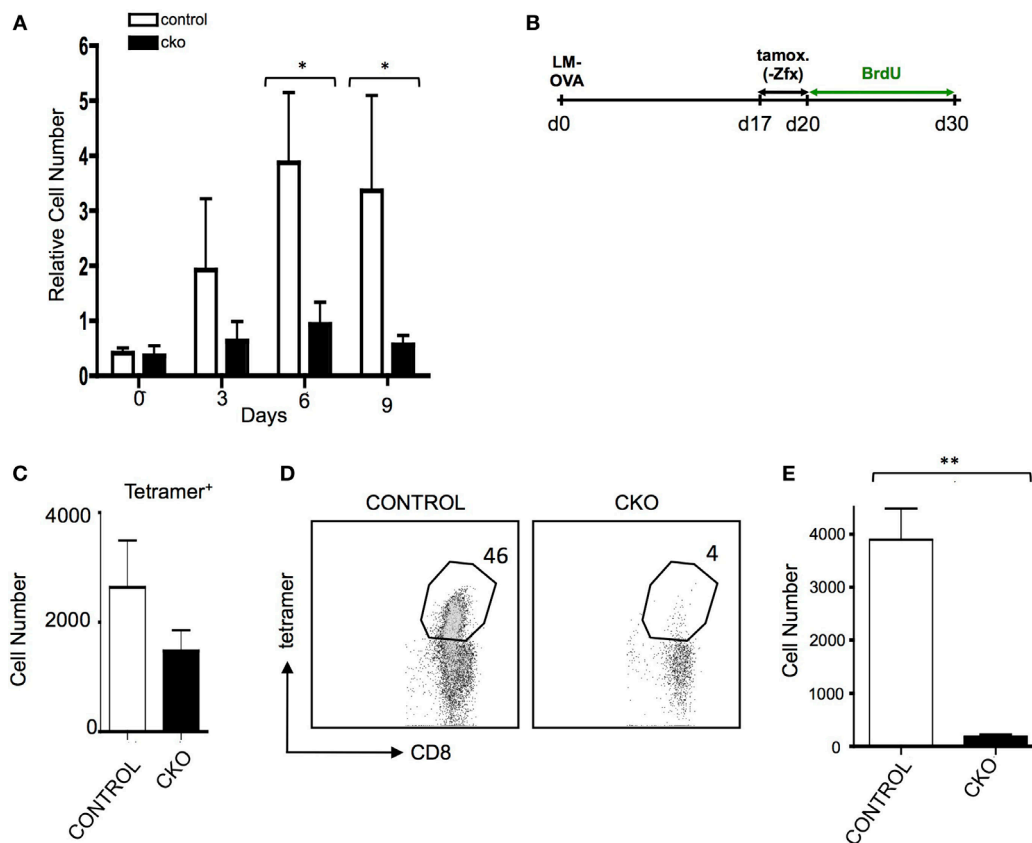 A
control
cko
*
*
6
5
4
3
2
1
0
Relative Cell Number
0
3
6
9
Days
B
LM-
OVA
tamox.
(-Zfx)
BrdU
d0
d17
d20
d30
C
Tetramer+
4000
2000
0
Cell Number
CONTROL
CKO
D
CONTROL
CKO
46
4
tetramer
CD8
E
**
4000
3000
2000
1000
0
Cell Number
CONTROL
CKO